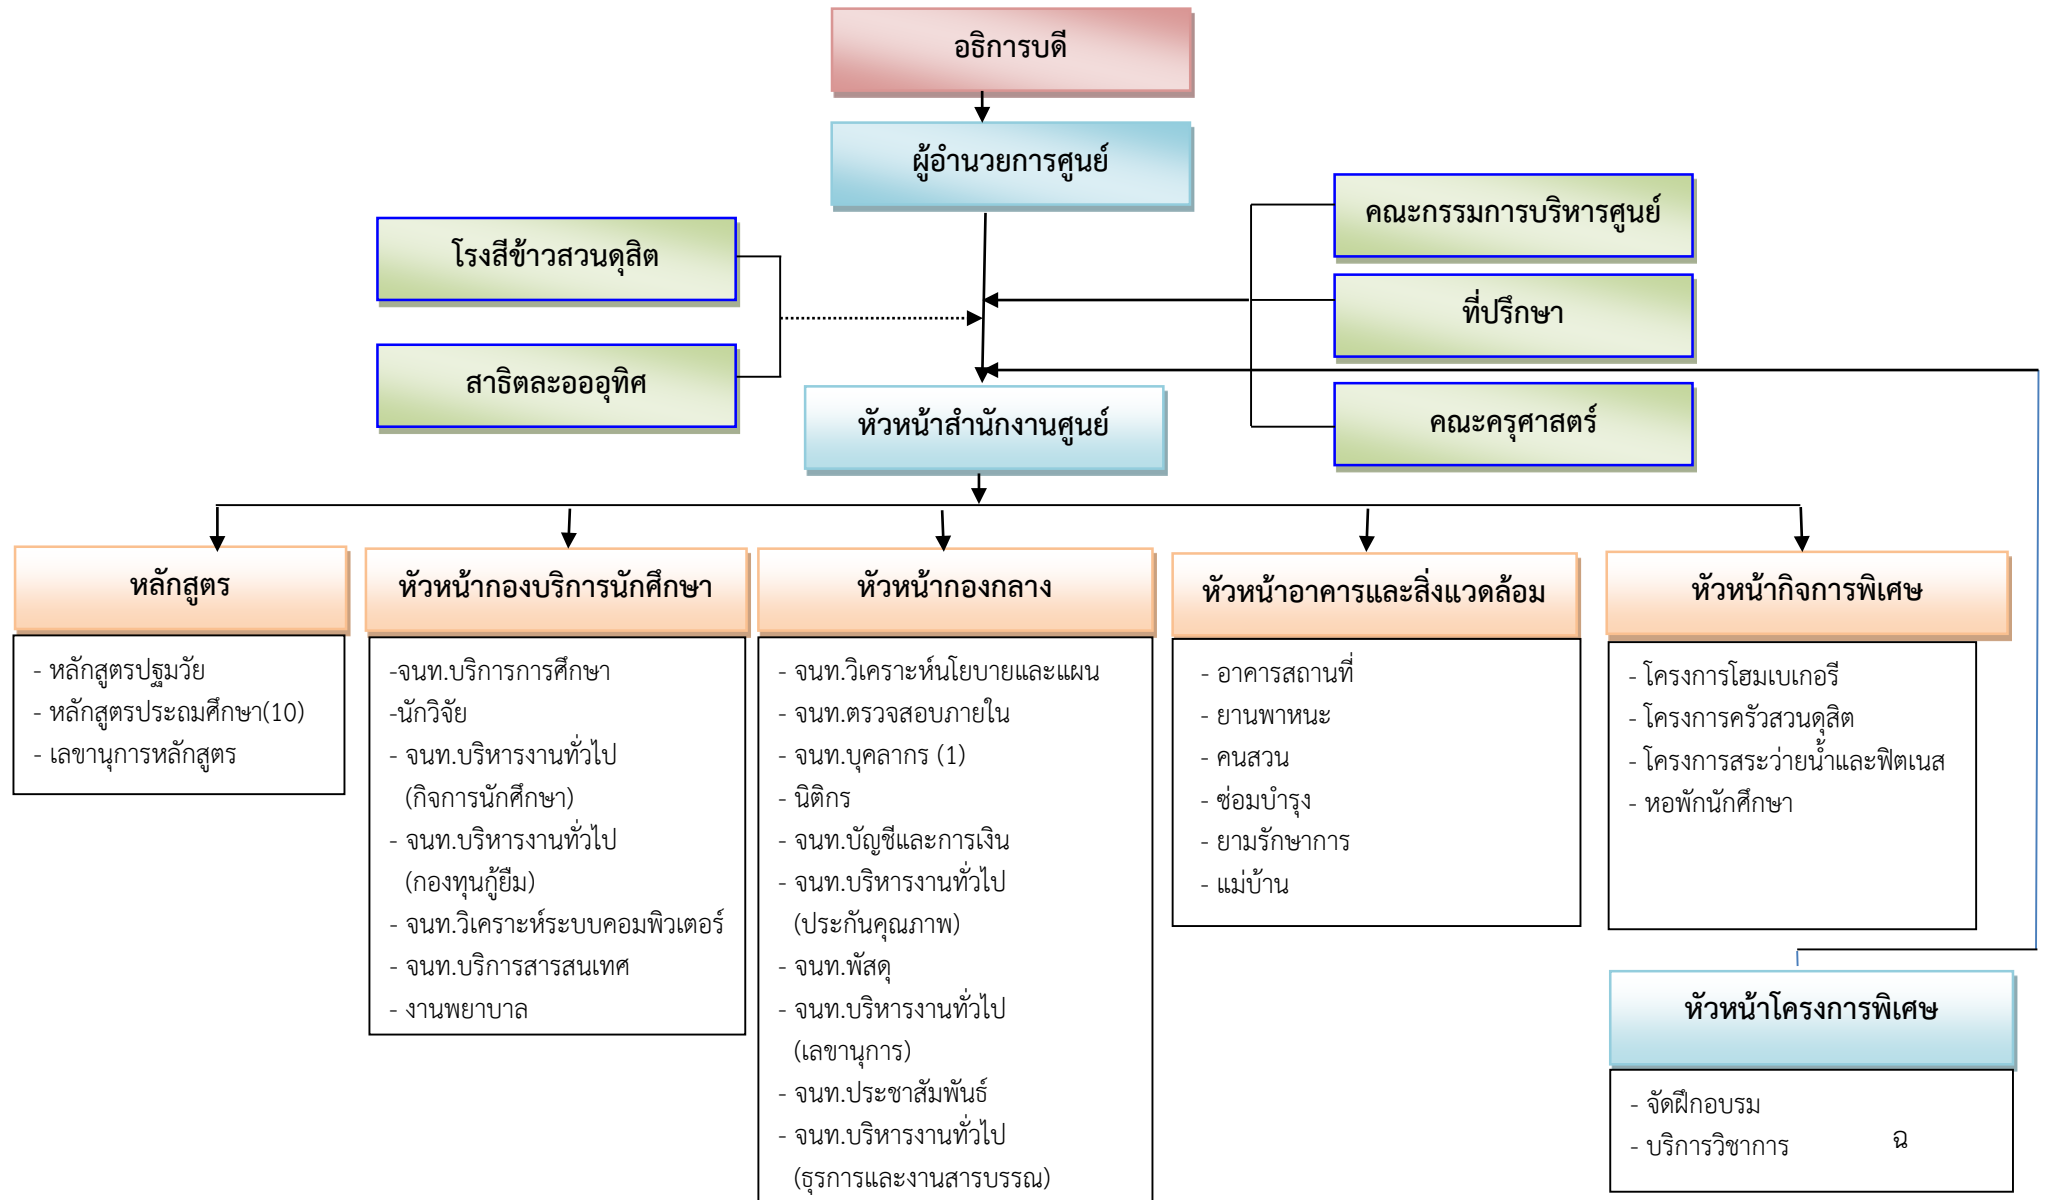 อธิการบดี
ผู้อำนวยการศูนย์
คณะกรรมการบริหารศูนย์
โรงสีข้าวสวนดุสิต
ที่ปรึกษา
สาธิตละอออุทิศ
คณะครุศาสตร์
หัวหน้าสำนักงานศูนย์
หลักสูตร
- หลักสูตรปฐมวัย
- หลักสูตรประถมศึกษา(10)
- เลขานุการหลักสูตร
หัวหน้ากองบริการนักศึกษา
-จนท.บริการการศึกษา
-นักวิจัย
- จนท.บริหารงานทั่วไป
(กิจการนักศึกษา)
- จนท.บริหารงานทั่วไป
(กองทุนกู้ยืม)
- จนท.วิเคราะห์ระบบคอมพิวเตอร์
- จนท.บริการสารสนเทศ
- งานพยาบาล
หัวหน้ากองกลาง
- จนท.วิเคราะห์นโยบายและแผน
- จนท.ตรวจสอบภายใน
- จนท.บุคลากร (1)
- นิติกร
- จนท.บัญชีและการเงิน
- จนท.บริหารงานทั่วไป
(ประกันคุณภาพ)
- จนท.พัสดุ
- จนท.บริหารงานทั่วไป
(เลขานุการ)
- จนท.ประชาสัมพันธ์
- จนท.บริหารงานทั่วไป
(ธุรการและงานสารบรรณ)
หัวหน้าอาคารและสิ่งแวดล้อม
- อาคารสถานที่
- ยานพาหนะ
- คนสวน
- ซ่อมบำรุง
- ยามรักษาการ
- แม่บ้าน
หัวหน้ากิจการพิเศษ
- โครงการโฮมเบเกอรี
- โครงการครัวสวนดุสิต
- โครงการสระว่ายน้ำและฟิตเนส
- หอพักนักศึกษา
หัวหน้าโครงการพิเศษ
- จัดฝึกอบรม
- บริการวิชาการ
ฉ